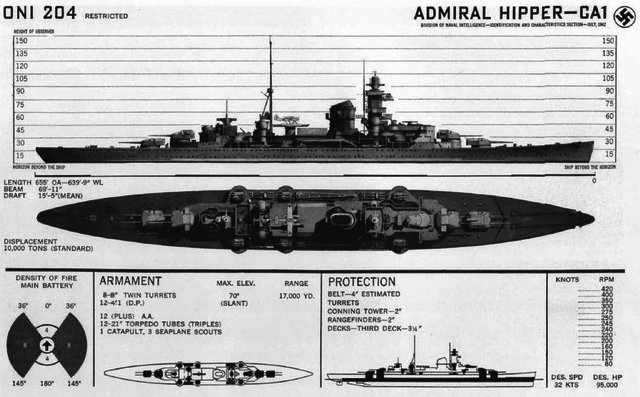 ONI 204 RESTRICTED
ADMIRAL HIPPER—CA1
DIVISION OF NAVAL INTELLIGENCE—IDENTIFICATION AND CHARACTERISTICS SECTION—JULY, 1942
HEIGHT OF OBSERVER
150 150
135 135
120 120
105 105
90 90
75 75
60 60
45 45
30 30
15 15
HORIZON BEYOND THE SHIP
SHIP BEYOND THE HORIZON
0
LENGTH 655' OA—639'-9" WL
BEAM 69'-11"
DRAFT 15'-5"(MEAN)
DISPLACEMENT
10,000 TONS (STANDARD)
DENSITY OF FIRE
MAIN BATTERY
36° 0° 36°
4
8 8
4
145° 180° 145°
ARMAMENT MAX. ELEV. RANGE
8-8" TWIN TURRETS 70° 17,000 YD.
12-4"1 (D.P.) (SLANT)
12 (PLUS) A.A.
12-21" TORPEDO TUBES (TRIPLES)
1 CATAPULT, 3 SEAPLANE SCOUTS
PROTECTION
BELT—4" ESTIMATED
TURRETS
CONNING TOWER—2"
RANGEFINDERS—2"
DECKS—THIRD DECK—3¼"
KNOTS RPM
420
400
350
320
275
240
200
160
120
80
DES. SPD DES. HP
32 KTS 95,000